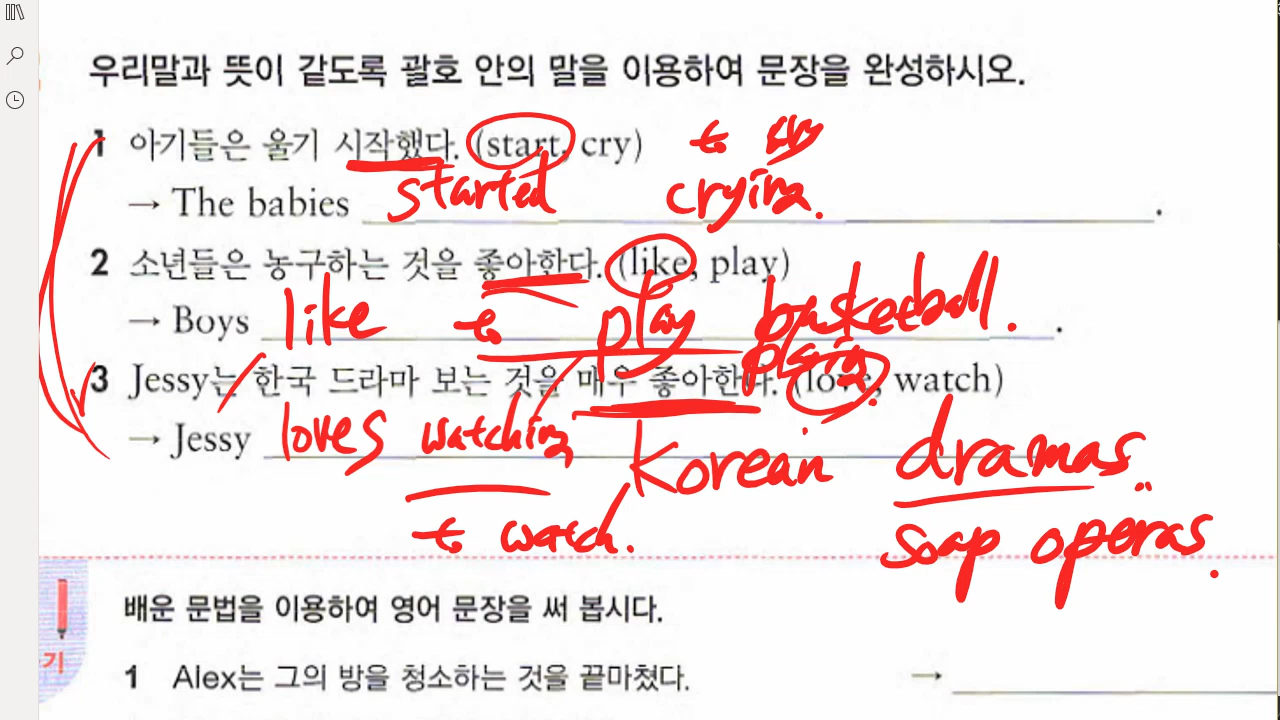 우리말과 뜻이 같도록 괄호 안의 말을 이용하여 문장을 완성하시오.
1 아기들은 울기 시작했다. (start, cry) to cry
→ The babies started crying.
2 소년들은 농구하는 것을 좋아한다. (like, play)
→ Boys like to play basketball.
3 Jessy는 한국 드라마 보는 것을 매우 좋아한다. (love, watch)
→ Jessy loves watching Korean dramas.
to watch. soap operas.
배운 문법을 이용하여 영어 문장을 써 봅시다.
기
1 Alex는 그의 방을 청소하는 것을 끝마쳤다. →